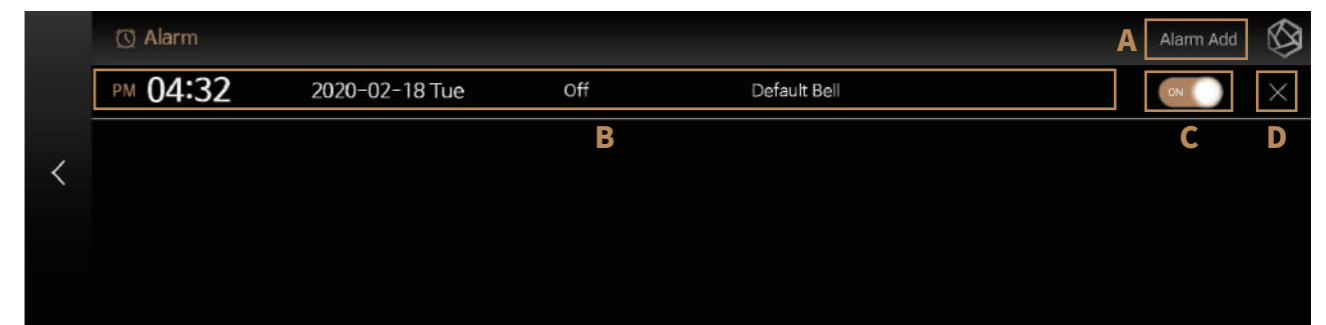 Alarm
A Alarm Add
PM 04:32 2020-02-18 Tue Off Default Bell ON
B C D